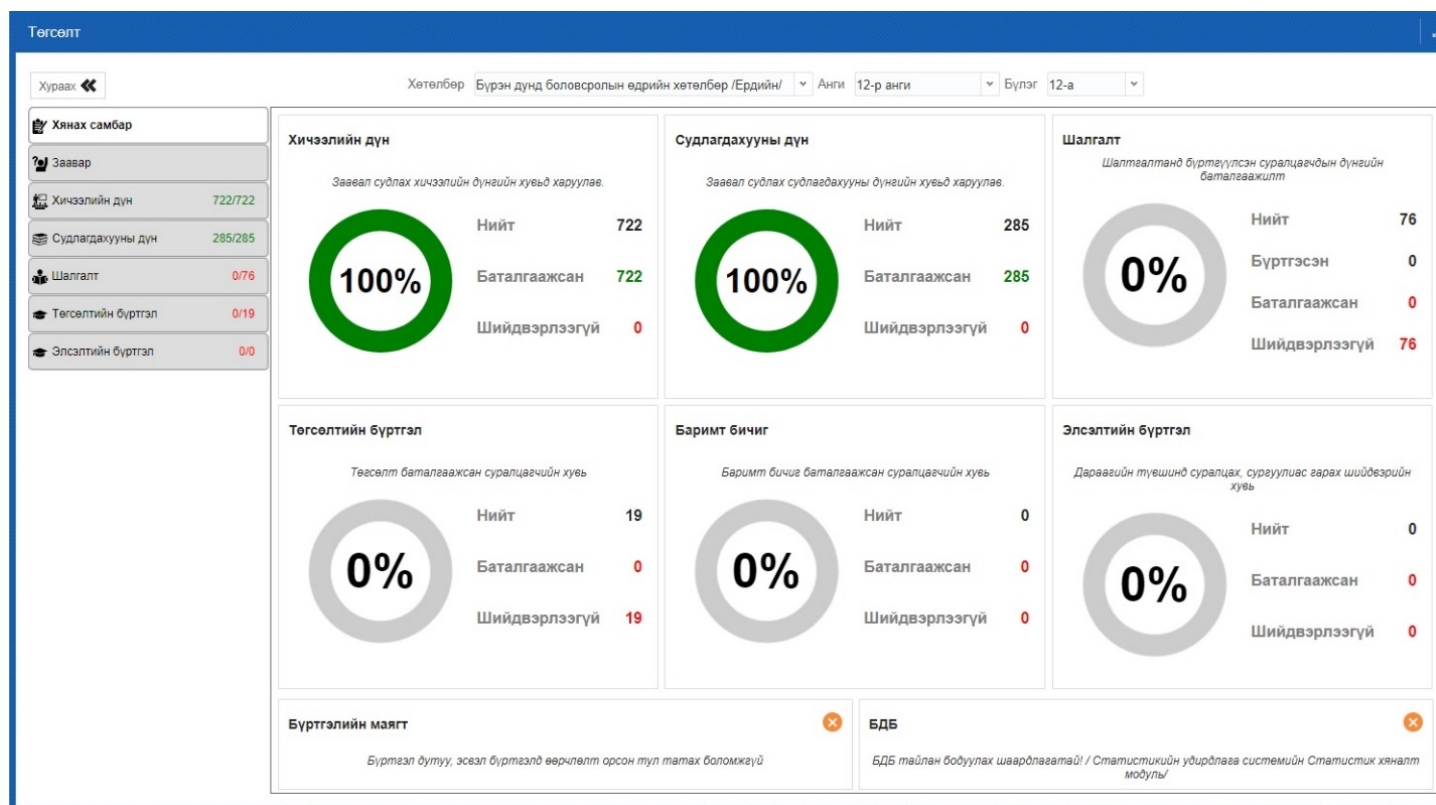 Төгсөлт
Хураах
Хөтөлбөр Бүрэн дунд боловсролын өдрийн хөтөлбөр /Ердийн/ Анги 12-р анги Бүлэг 12-а
Хянах самбар
Заавар
Хичээлийн дүн 722/722
Судлагдахууны дүн 285/285
Шалгалт 0/76
Төгсөлтийн бүртгэл 0/19
Элсэлтийн бүртгэл 0/0
Хичээлийн дүн
Заавал судлах хичээлийн дүнгийн хувьд харуулав.
100%
Нийт 722
Баталгаажсан 722
Шийдвэрлээгүй 0
Судлагдахууны дүн
Заавал судлах судлагдахууны дүнгийн хувьд харуулав.
100%
Нийт 285
Баталгаажсан 285
Шийдвэрлээгүй 0
Шалгалт
Шалтгалтанд бүртгүүлсэн суралцагчдын дүнгийн
баталгаажилт
0%
Нийт 76
Бүртгэсэн 0
Баталгаажсан 0
Шийдвэрлээгүй 76
Төгсөлтийн бүртгэл
Төгсөлт баталгаажсан суралцагчийн хувь
0%
Нийт 19
Баталгаажсан 0
Шийдвэрлээгүй 19
Баримт бичиг
Баримт бичиг баталгаажсан суралцагчийн хувь
0%
Нийт 0
Баталгаажсан 0
Шийдвэрлээгүй 0
Элсэлтийн бүртгэл
Дараагийн түвшинд суралцах, сургуулиас гарах шийдвэрийн
хувь
0%
Нийт 0
Баталгаажсан 0
Шийдвэрлээгүй 0
Бүртгэлийн маягт
Бүртгэл дутуу, эсвэл бүртгэлд өөрчлөлт орсон тул татах боломжгүй
БДБ
БДБ тайлан бодуулах шаардлагатай! / Статистикийн удирдлага системийн Статистик хяналт
модуль/